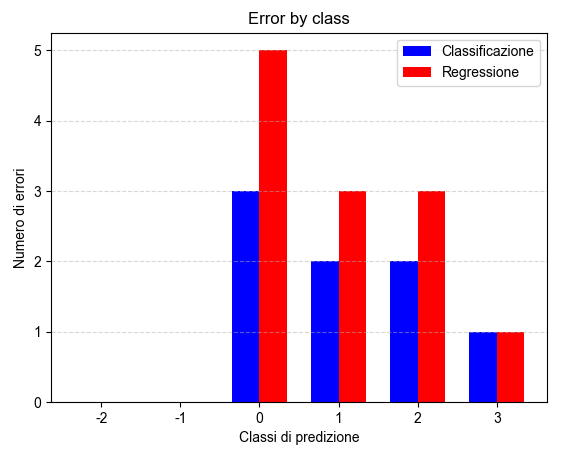 Error by class
Classificazione
Regressione
Numero di errori
5
4
3
2
1
0
-2 -1 0 1 2 3
Classi di predizione